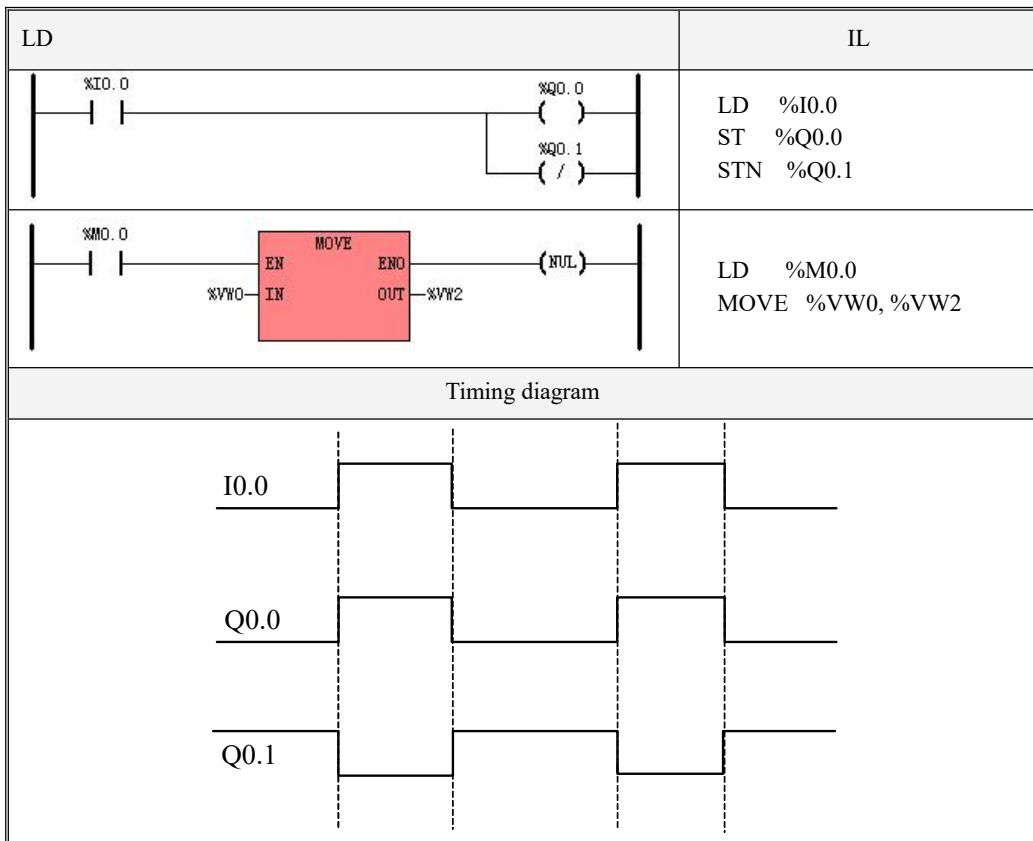 LD
IL
%I0.0
%Q0.0
( )
%Q0.1
( / )
LD %I0.0
ST %Q0.0
STN %Q0.1
%M0.0
MOVE
EN ENO
(NUL)
%VW0 IN OUT %VW2
LD %M0.0
MOVE %VW0, %VW2
Timing diagram
I0.0
Q0.0
Q0.1